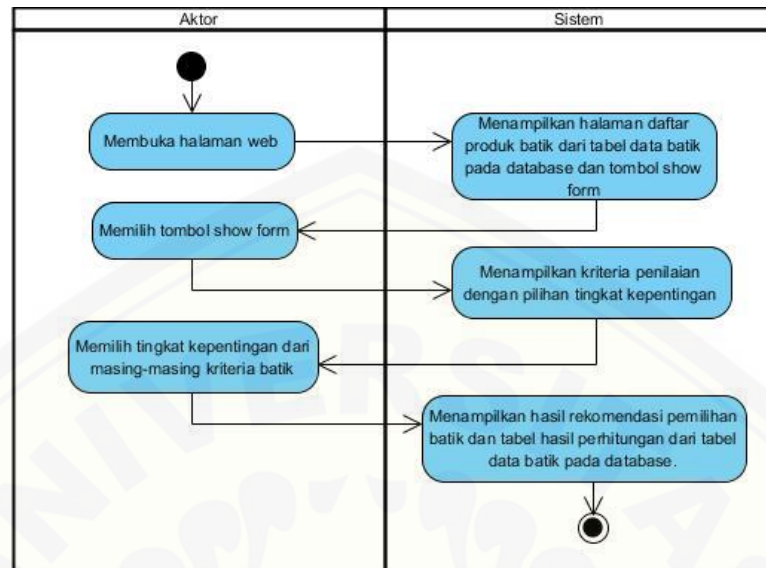 Aktor
Sistem
Membuka halaman web
Menampilkan halaman daftar
produk batik dari tabel data batik
pada database dan tombol show
form
Memilih tombol show form
Menampilkan kriteria penilaian
dengan pilihan tingkat kepentingan
Memilih tingkat kepentingan dari
masing-masing kriteria batik
Menampilkan hasil rekomendasi pemilihan
batik dan tabel hasil perhitungan dari tabel
data batik pada database.
UNIVERSITA